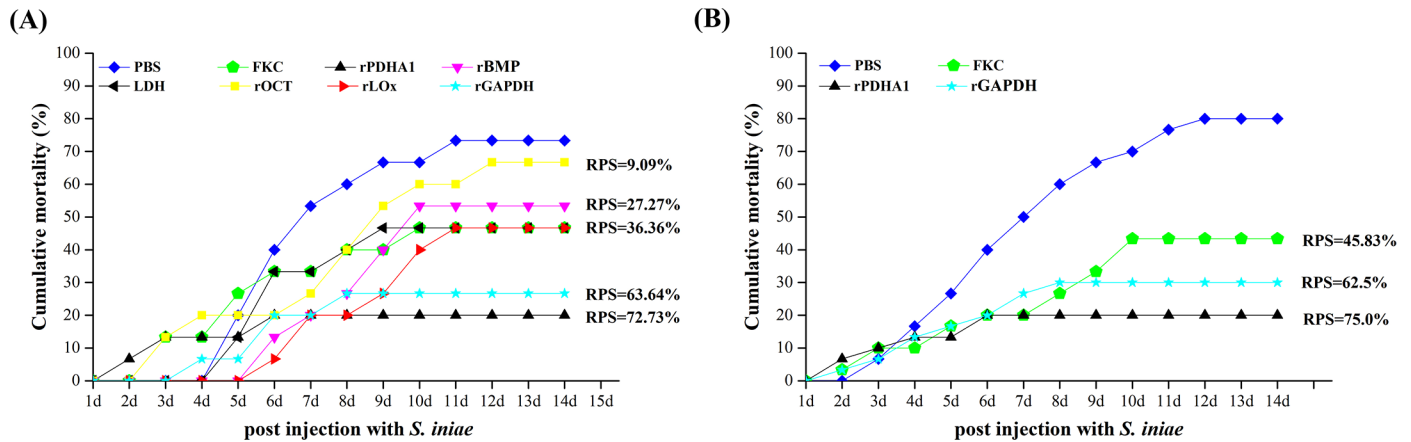 (A)
Cumulative mortality (%)
100
90
80
70
60
50
40
30
20
10
0
PBS FKC rPDHA1 rBMP
LDH rOCT rLOx rGAPDH
RPS=9.09%
RPS=27.27%
RPS=36.36%
RPS=63.64%
RPS=72.73%
1d 2d 3d 4d 5d 6d 7d 8d 9d 10d 11d 12d 13d 14d 15d
post injection with S. iniae
(B)
Cumulative mortality (%)
100
90
80
70
60
50
40
30
20
10
0
PBS FKC
rPDHA1 rGAPDH
RPS=45.83%
RPS=62.5%
RPS=75.0%
1d 2d 3d 4d 5d 6d 7d 8d 9d 10d 11d 12d 13d 14d
post injection with S. iniae